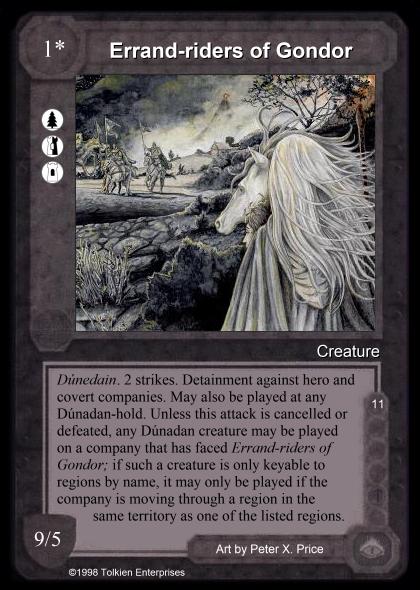 1*
Errand-riders of Gondor
Creature
Dúnedain. 2 strikes. Detainment against hero and
covert companies. May also be played at any
Dúnadan-hold. Unless this attack is cancelled or
defeated, any Dúnadan creature may be played
on a company that has faced Errand-riders of
Gondor; if such a creature is only keyable to
regions by name, it may only be played if the
company is moving through a region in the
same territory as one of the listed regions.
11
9/5
Art by Peter X. Price
©1998 Tolkien Enterprises